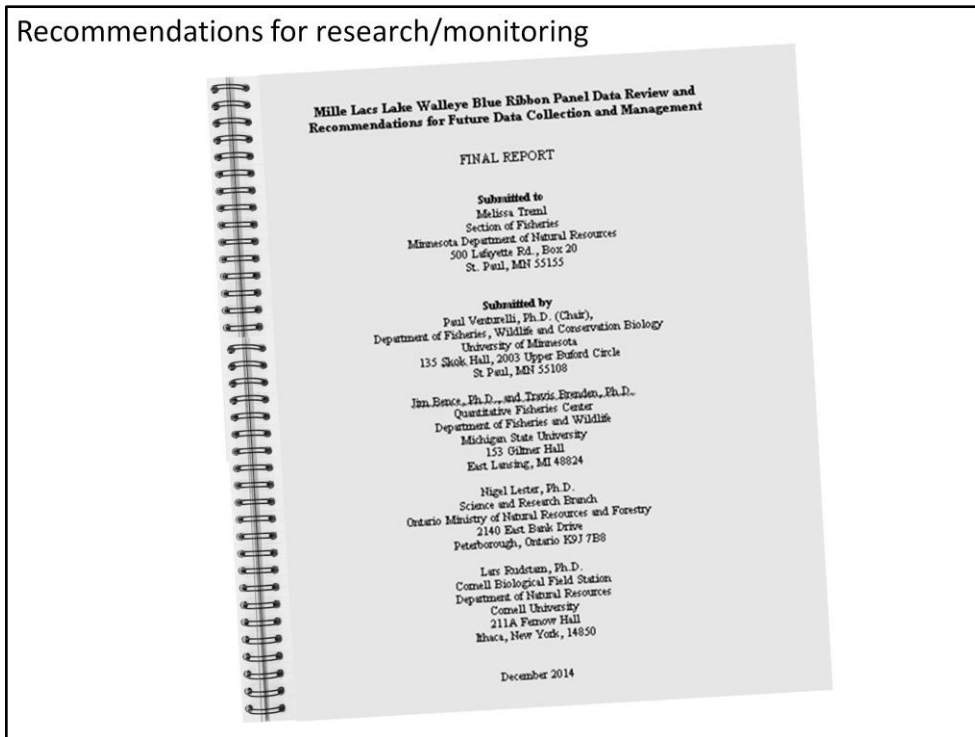 Recommendations for research/monitoring
Mille Lacs Lake Walleye Blue Ribbon Panel Data Review and
Recommendations for Future Data Collection and Management
FINAL REPORT
Submitted to
Melissa Treml
Section of Fisheries
Minnesota Department of Natural Resources
500 Lafayette Rd., Box 20
St. Paul, MN 55155
Submitted by
Paul Venturelli, Ph.D. (Chair),
Department of Fisheries, Wildlife and Conservation Biology
University of Minnesota
135 Skok Hall, 2003 Upper Buford Circle
St Paul, MN 55108
Jim Bence, Ph.D., and Travis Brenden, Ph.D.
Quantitative Fisheries Center
Department of Fisheries and Wildlife
Michigan State University
153 Giltner Hall
East Lansing, MI 48824
Nigel Lester, Ph.D.
Science and Research Branch
Ontario Ministry of Natural Resources and Forestry
2140 East Bank Drive
Peterborough, Ontario K9J 7B8
Lars Rudstam, Ph.D.
Cornell Biological Field Station
Department of Natural Resources
Cornell University
211A Fernow Hall
Ithaca, New York, 14850
December 2014